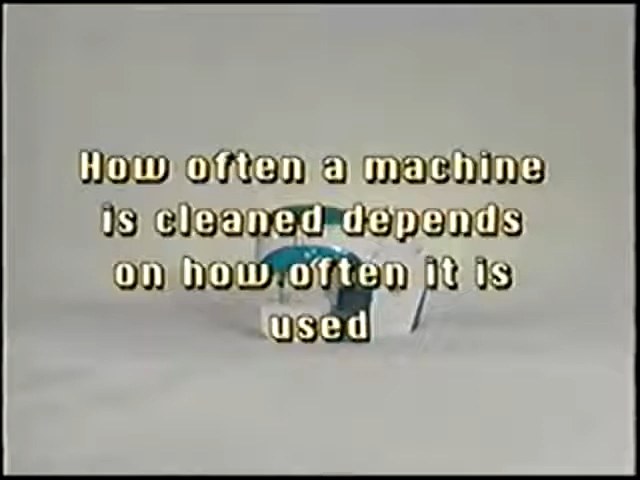 How often a machine
is cleaned depends
on how often it is
used